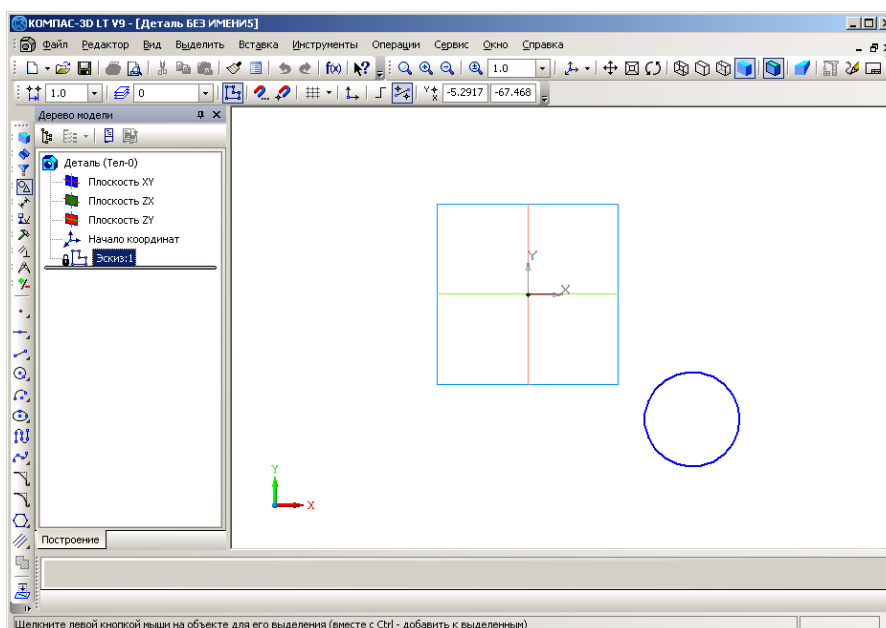 КОМПАС-3D LT V9 - [Деталь БЕЗ ИМЕНИ5]
Файл Редактор Вид Выделить Вставка Инструменты Операции Сервис Окно Справка
f(x) ? 1.0
1.0 0 Y X -5.2917 -67.468
Дерево модели
Деталь (Тел-0)
Плоскость XY
Плоскость ZX
Плоскость ZY
Начало координат
Эскиз:1
Y
X
Y
X
Построение
Щелкните левой кнопкой мыши на объекте для его выделения (вместе с Ctrl - добавить к выделенным)